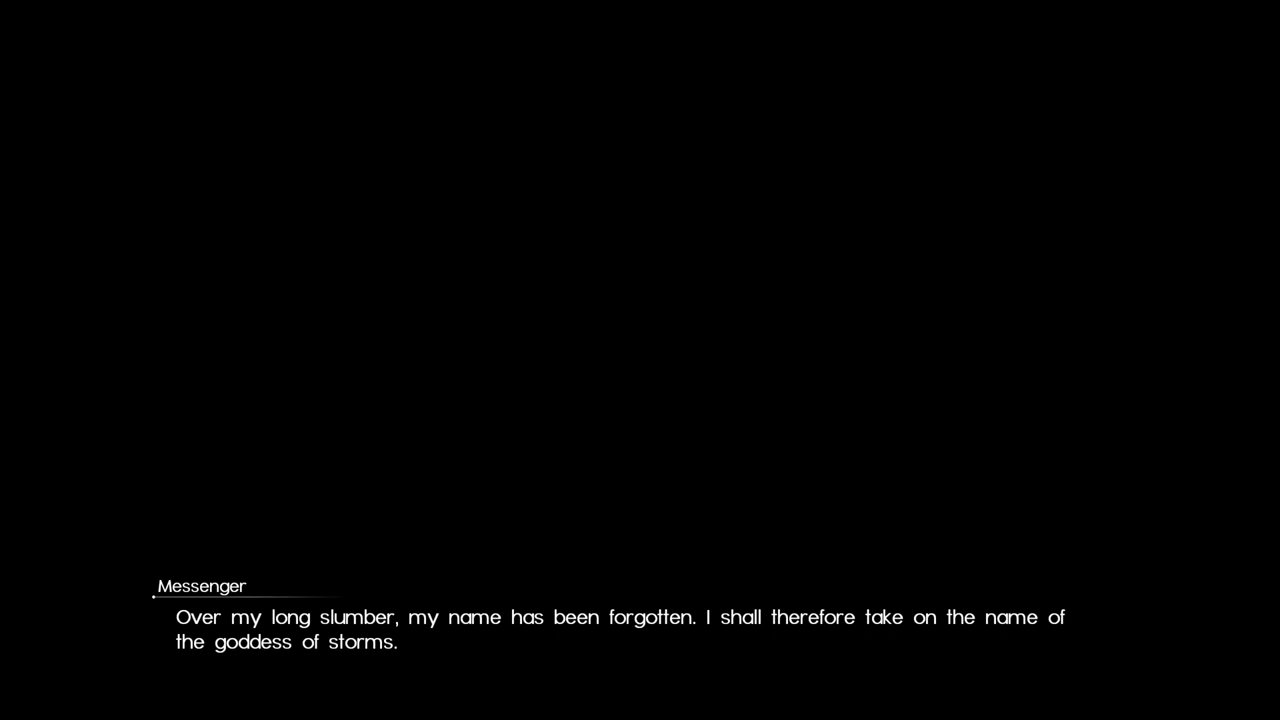 Messenger
Over my long slumber, my name has been forgotten. I shall therefore take on the name of
the goddess of storms.